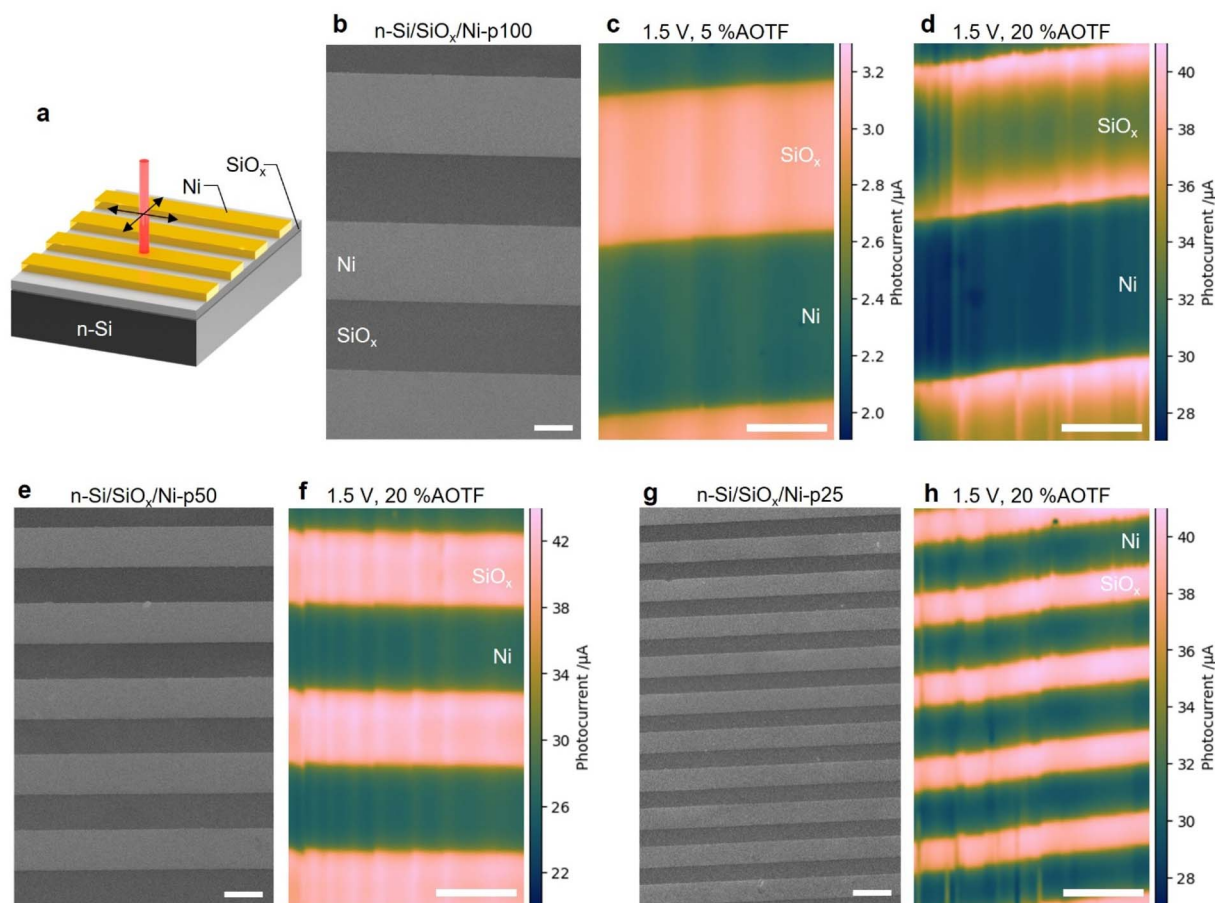 a
SiOₓ
Ni
n-Si
b
n-Si/SiOₓ/Ni-p100
Ni
SiOₓ
c
1.5 V, 5 %AOTF
SiOₓ
Ni
3.2
3.0
2.8
2.6
2.4
2.2
2.0
Photocurrent /µA
d
1.5 V, 20 %AOTF
SiOₓ
Ni
40
38
36
34
32
30
28
Photocurrent /µA
e
n-Si/SiOₓ/Ni-p50
f
1.5 V, 20 %AOTF
SiOₓ
Ni
42
38
34
30
26
22
Photocurrent /µA
g
n-Si/SiOₓ/Ni-p25
h
1.5 V, 20 %AOTF
Ni
SiOₓ
40
38
36
34
32
30
28
Photocurrent /µA